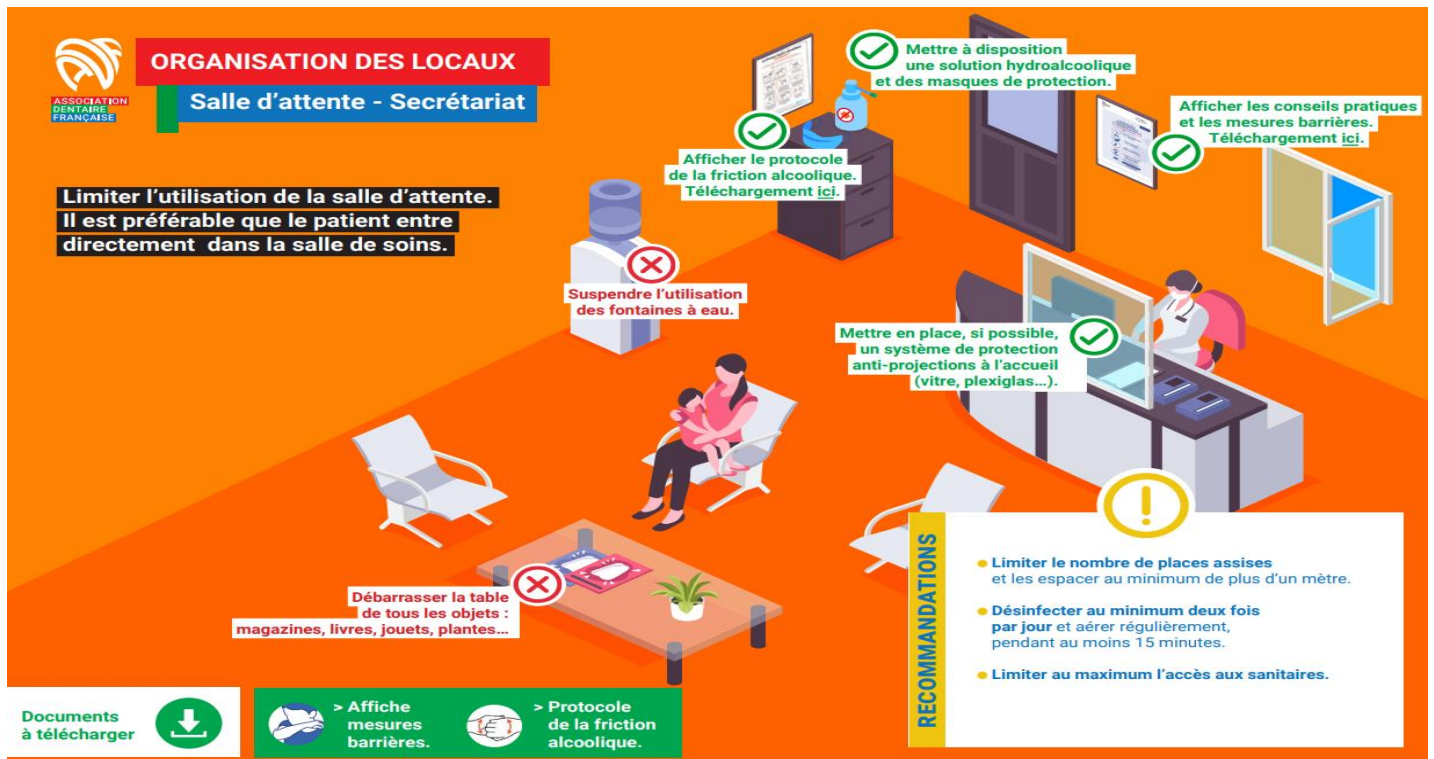 ASSOCIATION
DENTAIRE
FRANÇAISE
ORGANISATION DES LOCAUX
Salle d'attente - Secrétariat
Limiter l'utilisation de la salle d'attente.
Il est préférable que le patient entre
directement dans la salle de soins.
Mettre à disposition
une solution hydroalcoolique
et des masques de protection.
Afficher les conseils pratiques
et les mesures barrières.
Téléchargement ici.
Afficher le protocole
de la friction alcoolique.
Téléchargement ici.
Suspendre l'utilisation
des fontaines à eau.
Mettre en place, si possible,
un système de protection
anti-projections à l'accueil
(vitre, plexiglas...).
Débarrasser la table
de tous les objets :
magazines, livres, jouets, plantes...
RECOMMANDATIONS
• Limiter le nombre de places assises
et les espacer au minimum de plus d'un mètre.
• Désinfecter au minimum deux fois
par jour et aérer régulièrement,
pendant au moins 15 minutes.
• Limiter au maximum l'accès aux sanitaires.
Documents
à télécharger
> Affiche
mesures
barrières.
> Protocole
de la friction
alcoolique.